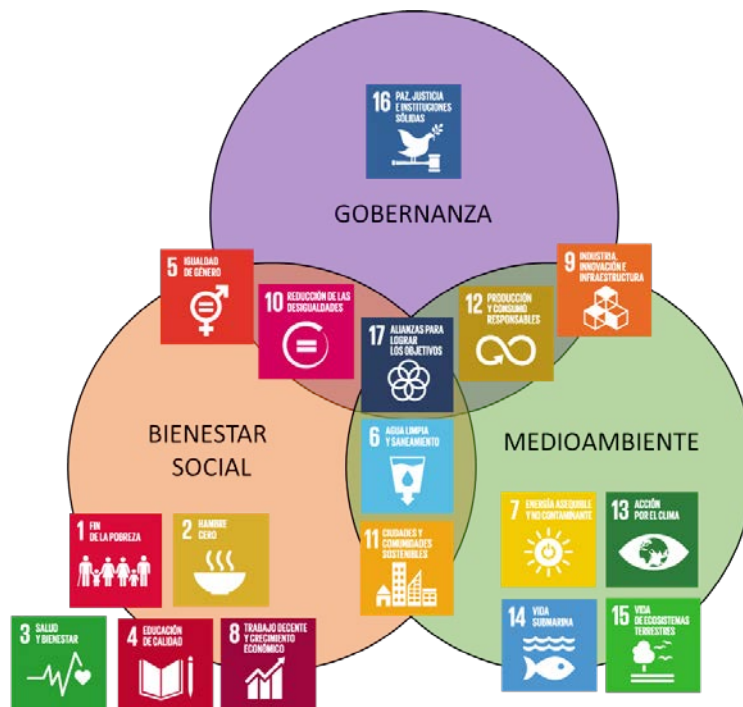 16 PAZ, JUSTICIA
E INSTITUCIONES
SÓLIDAS
GOBERNANZA
5 IGUALDAD
DE GÉNERO
10 REDUCCIÓN DE LAS
DESIGUALDADES
17 ALIANZAS PARA
LOGRAR
LOS OBJETIVOS
12 PRODUCCIÓN
Y CONSUMO
RESPONSABLES
9 INDUSTRIA,
INNOVACIÓN E
INFRAESTRUCTURA
BIENESTAR
SOCIAL
6 AGUA LIMPIA
Y SANEAMIENTO
MEDIOAMBIENTE
1 FIN
DE LA POBREZA
2 HAMBRE
CERO
11 CIUDADES Y
COMUNIDADES
SOSTENIBLES
7 ENERGÍA ASEQUIBLE
Y NO CONTAMINANTE
13 ACCIÓN
POR EL CLIMA
3 SALUD
Y BIENESTAR
4 EDUCACIÓN
DE CALIDAD
8 TRABAJO DECENTE
Y CRECIMIENTO
ECONÓMICO
14 VIDA
SUBMARINA
15 VIDA
DE ECOSISTEMAS
TERRESTRES